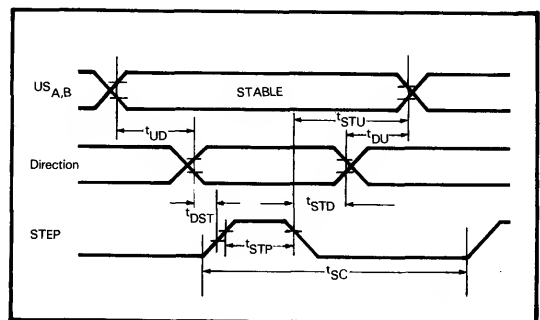 US_A,B
STABLE
t_STU
t_UD
t_DU
Direction
t_STD
t_DST
STEP
t_STP
t_SC